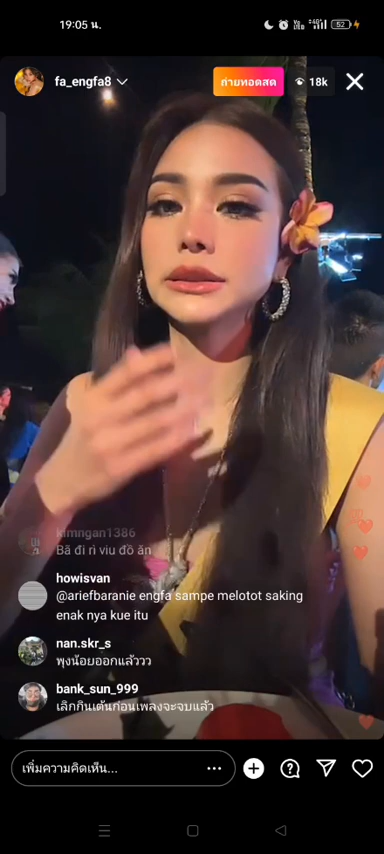 19:05 น.
52
fa_engfa8
ถ่ายทอดสด
18k
kimngan1386
Bã đi rì viu đồ ăn
howisvan
@ariefbaranie engfa sampe melotot saking
enak nya kue itu
nan.skr_s
พุงน้อยออกแล้ววว
bank_sun_999
เลิกกินเต้นก่อนเพลงจะจบแล้ว
เพิ่มความคิดเห็น...